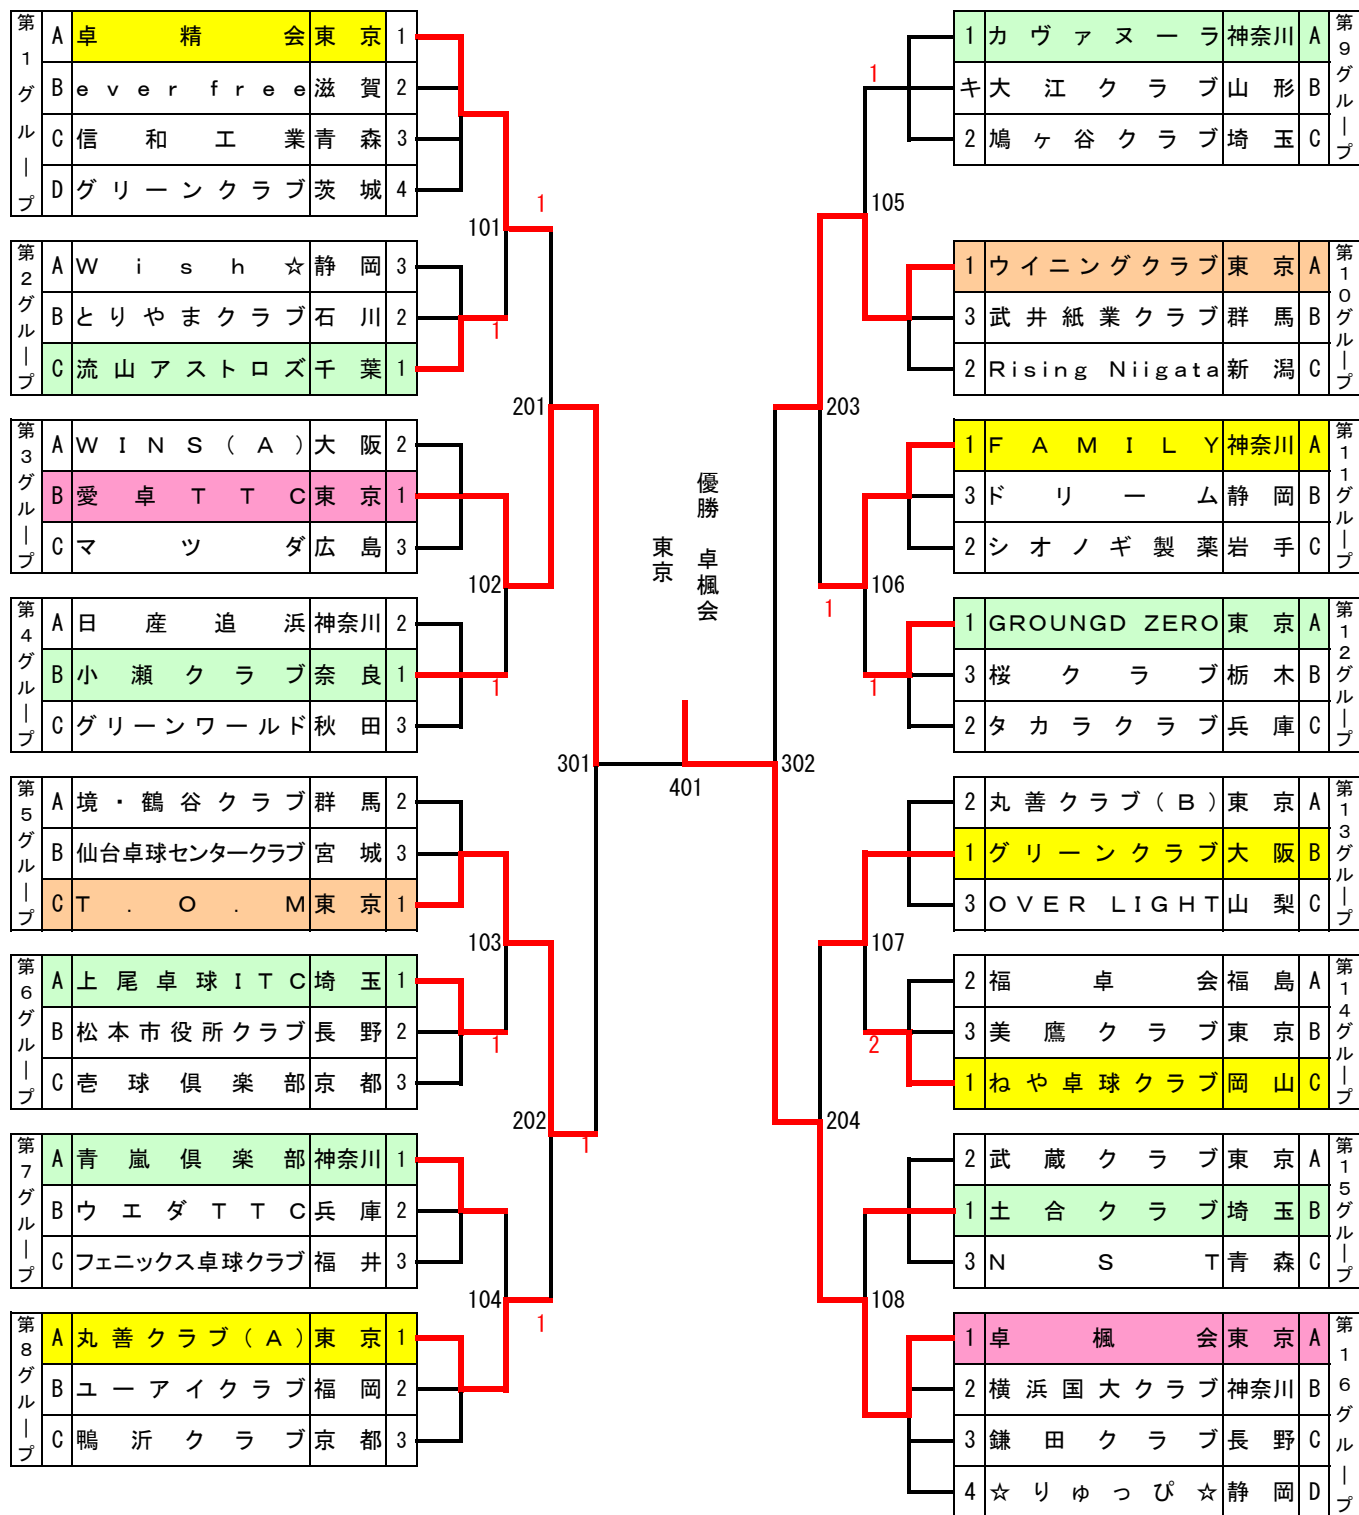 第1グループ
A 卓精会 東京 1
B ever free 滋賀 2
C 信和工業 青森 3
D グリーンクラブ 茨城 4
第2グループ
A Wish☆ 静岡 3
B とりやまクラブ 石川 2
C 流山アストロズ 千葉 1
第3グループ
A WINS(A) 大阪 2
B 愛卓TTC 東京 1
C マツダ 広島 3
第4グループ
A 日産追浜 神奈川 2
B 小瀬クラブ 奈良 1
C グリーンワールド 秋田 3
第5グループ
A 境・鶴谷クラブ 群馬 2
B 仙台卓球センタークラブ 宮城 3
C T.O.M 東京 1
第6グループ
A 上尾卓球ITC 埼玉 1
B 松本市役所クラブ 長野 2
C 壱球倶楽部 京都 3
第7グループ
A 青嵐倶楽部 神奈川 1
B ウエダTTC 兵庫 2
C フェニックス卓球クラブ 福井 3
第8グループ
A 丸善クラブ(A) 東京 1
B ユーアイクラブ 福岡 2
C 鴨沂クラブ 京都 3
101
1
1
201
102
1
301
103
1
202
1
104
1
優勝 卓楓会
東京
401
1
105
203
106
1
1
302
107
2
204
108
第9グループ
1 カヴァヌーラ 神奈川 A
キ 大江クラブ 山形 B
2 鳩ヶ谷クラブ 埼玉 C
第10グループ
1 ウイニングクラブ 東京 A
3 武井紙業クラブ 群馬 B
2 Rising Niigata 新潟 C
第11グループ
1 FAMILY 神奈川 A
3 ドリーム 静岡 B
2 シオノギ製薬 岩手 C
第12グループ
1 GROUNGD ZERO 東京 A
3 桜クラブ 栃木 B
2 タカラクラブ 兵庫 C
第13グループ
2 丸善クラブ(B) 東京 A
1 グリーンクラブ 大阪 B
3 OVER LIGHT 山梨 C
第14グループ
2 福卓会 福島 A
3 美鷹クラブ 東京 B
1 ねや卓球クラブ 岡山 C
第15グループ
2 武蔵クラブ 東京 A
1 土合クラブ 埼玉 B
3 NST 青森 C
第16グループ
1 卓楓会 東京 A
2 横浜国大クラブ 神奈川 B
3 鎌田クラブ 長野 C
4 ☆りゅっぴ☆ 静岡 D